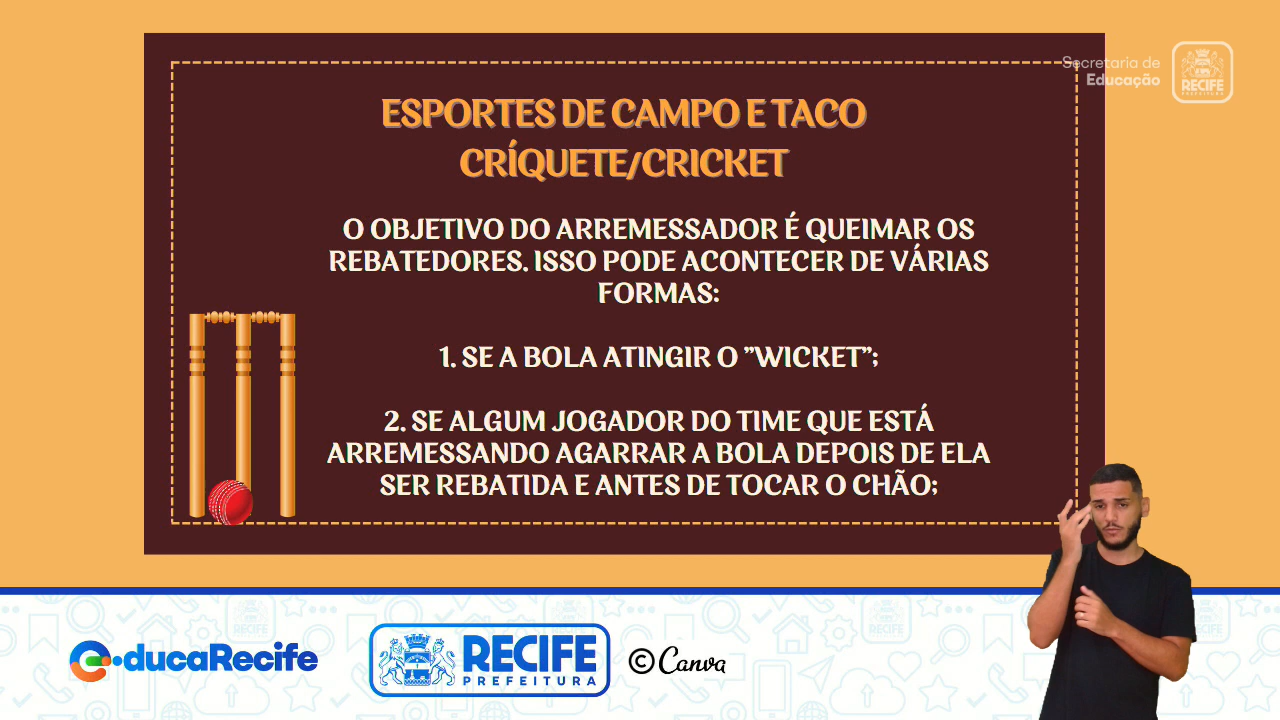 Secretaria de
Educação
RECIFE
PREFEITURA
ESPORTES DE CAMPO E TACO
CRÍQUETE/CRICKET
O OBJETIVO DO ARREMESSADOR É QUEIMAR OS
REBATEDORES. ISSO PODE ACONTECER DE VÁRIAS
FORMAS:
1. SE A BOLA ATINGIR O "WICKET";
2. SE ALGUM JOGADOR DO TIME QUE ESTÁ
ARREMESSANDO AGARRAR A BOLA DEPOIS DE ELA
SER REBATIDA E ANTES DE TOCAR O CHÃO;
EducaRecife
RECIFE
PREFEITURA
© Canva